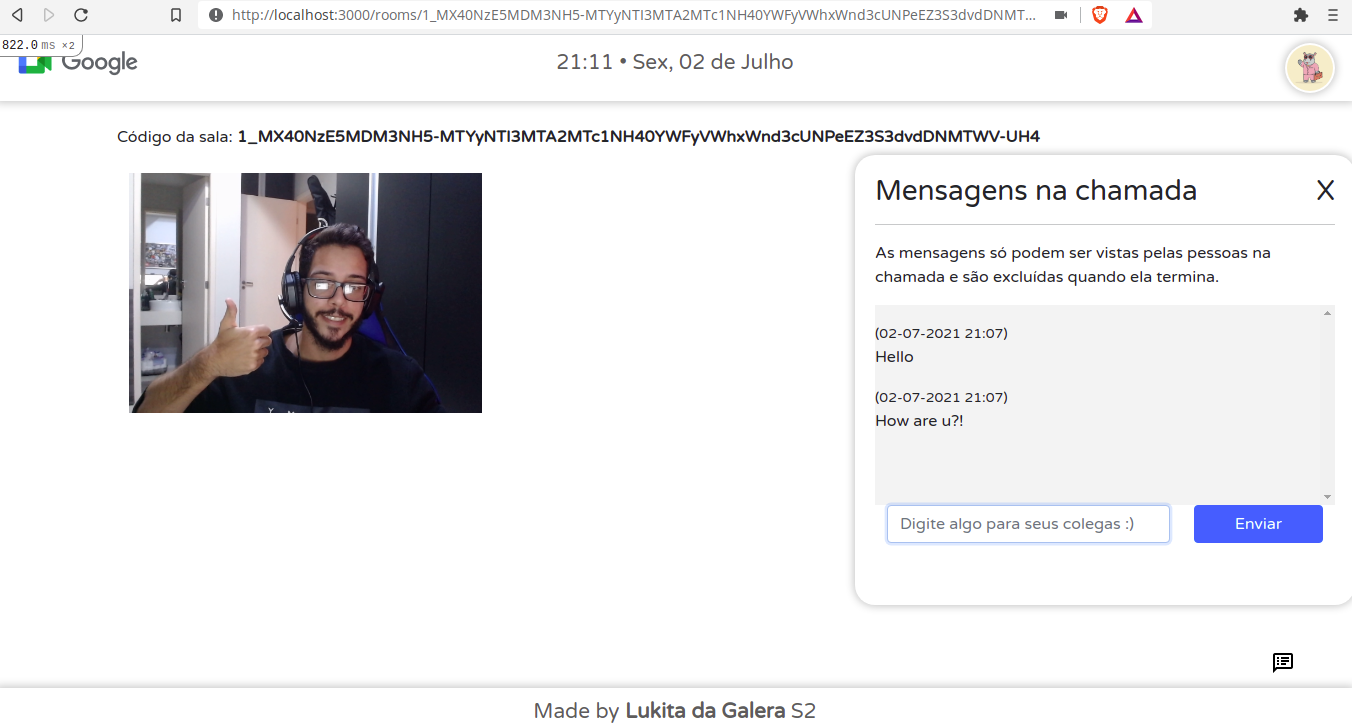 http://localhost:3000/rooms/1_MX40NzE5MDM3NH5-MTYyNTI3MTA2MTc1NH40YWFyVWhxWnd3cUNPeEZ3S3dvdDNMT...
822.0 ms ×2
Google
21:11 • Sex, 02 de Julho
Código da sala: 1_MX40NzE5MDM3NH5-MTYyNTI3MTA2MTc1NH40YWFyVWhxWnd3cUNPeEZ3S3dvdDNMTWV-UH4
Mensagens na chamada
X
As mensagens só podem ser vistas pelas pessoas na
chamada e são excluídas quando ela termina.
(02-07-2021 21:07)
Hello
(02-07-2021 21:07)
How are u?!
Digite algo para seus colegas :)
Enviar
Made by Lukita da Galera S2